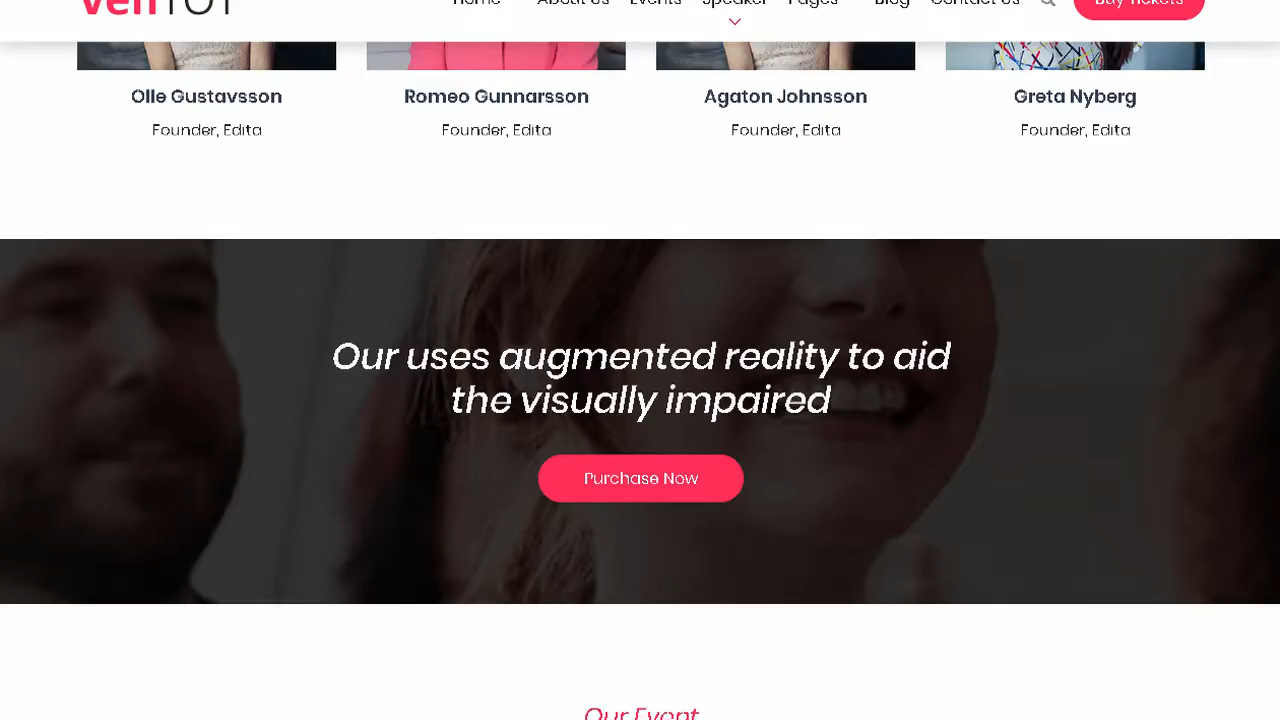 VenTOT
Home About Us Events Speaker Pages Blog Contact Us Buy Tickets
Olle Gustavsson Romeo Gunnarsson Agaton Johnsson Greta Nyberg
Founder, Edita Founder, Edita Founder, Edita Founder, Edita
Our uses augmented reality to aid
the visually impaired
Purchase Now
Our Event